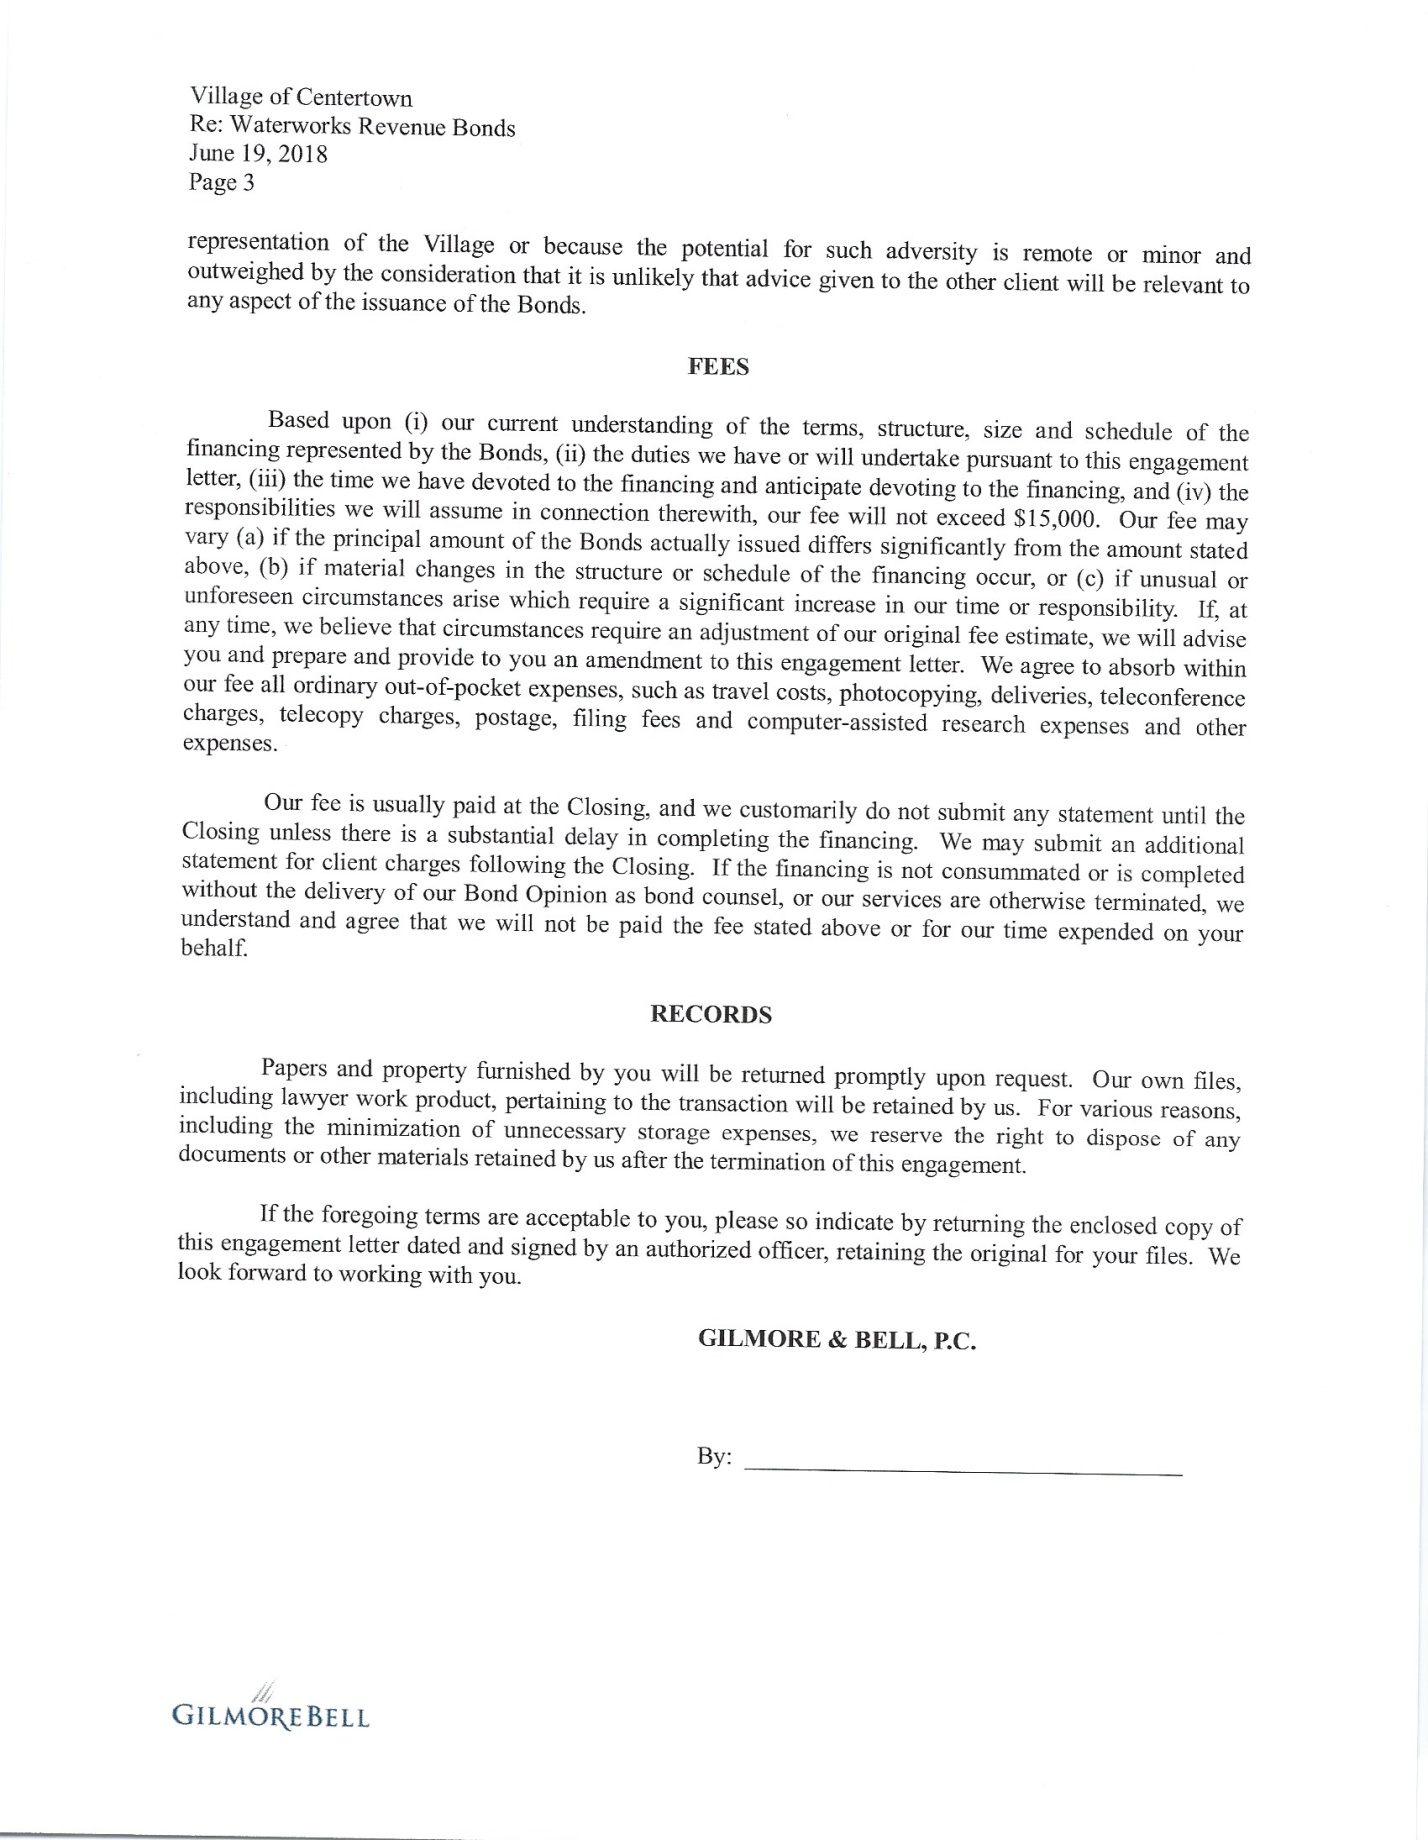 Village of Centertown
Re: Waterworks Revenue Bonds
June 19, 2018
Page 3
representation of the Village or because the potential for such adversity is remote or minor and
outweighed by the consideration that it is unlikely that advice given to the other client will be relevant to
any aspect of the issuance of the Bonds.
FEES
Based upon (i) our current understanding of the terms, structure, size and schedule of the
financing represented by the Bonds, (ii) the duties we have or will undertake pursuant to this engagement
letter, (iii) the time we have devoted to the financing and anticipate devoting to the financing, and (iv) the
responsibilities we will assume in connection therewith, our fee will not exceed $15,000. Our fee may
vary (a) if the principal amount of the Bonds actually issued differs significantly from the amount stated
above, (b) if material changes in the structure or schedule of the financing occur, or (c) if unusual or
unforeseen circumstances arise which require a significant increase in our time or responsibility. If, at
any time, we believe that circumstances require an adjustment of our original fee estimate, we will advise
you and prepare and provide to you an amendment to this engagement letter. We agree to absorb within
our fee all ordinary out-of-pocket expenses, such as travel costs, photocopying, deliveries, teleconference
charges, telecopy charges, postage, filing fees and computer-assisted research expenses and other
expenses.
Our fee is usually paid at the Closing, and we customarily do not submit any statement until the
Closing unless there is a substantial delay in completing the financing. We may submit an additional
statement for client charges following the Closing. If the financing is not consummated or is completed
without the delivery of our Bond Opinion as bond counsel, or our services are otherwise terminated, we
understand and agree that we will not be paid the fee stated above or for our time expended on your
behalf.
RECORDS
Papers and property furnished by you will be returned promptly upon request. Our own files,
including lawyer work product, pertaining to the transaction will be retained by us. For various reasons,
including the minimization of unnecessary storage expenses, we reserve the right to dispose of any
documents or other materials retained by us after the termination of this engagement.
If the foregoing terms are acceptable to you, please so indicate by returning the enclosed copy of
this engagement letter dated and signed by an authorized officer, retaining the original for your files. We
look forward to working with you.
GILMORE & BELL, P.C.
By:
GILMOREBELL